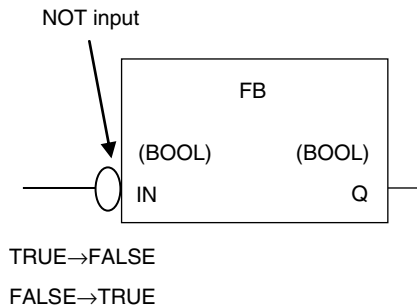 NOT input
FB
(BOOL) (BOOL)
IN Q
TRUE→FALSE
FALSE→TRUE